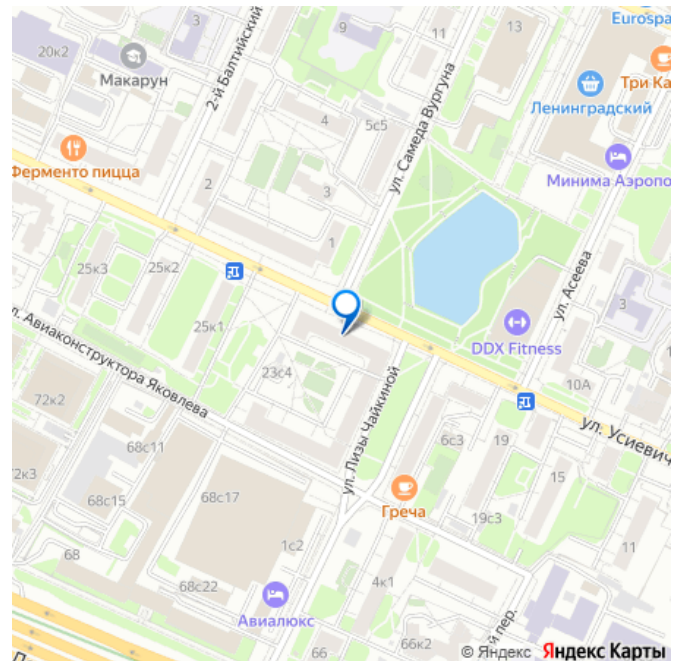 3
9
11
13
Eurospa
20к2
Макарун
2-й Балтийский
ул. Самеда Вургуна
Три Ка
Ленинградский
4
5с5
Ферменто пицца
2
3
1
Минима Аэропо
25к3
25к2
25к1
ул. Асеева
3
DDX Fitness
л. Авиаконструктора Яковлева
23с4
10А
72к2
ул. Лизы Чайкиной
6с3
19
ул. Усиевич
68с11
72к3
15
68с15
68с17
Греча
19с3
1с2
11
68
68с22
4к1
Авиалюкс
й пер.
66
66к2
© Яндекс Яндекс Карты